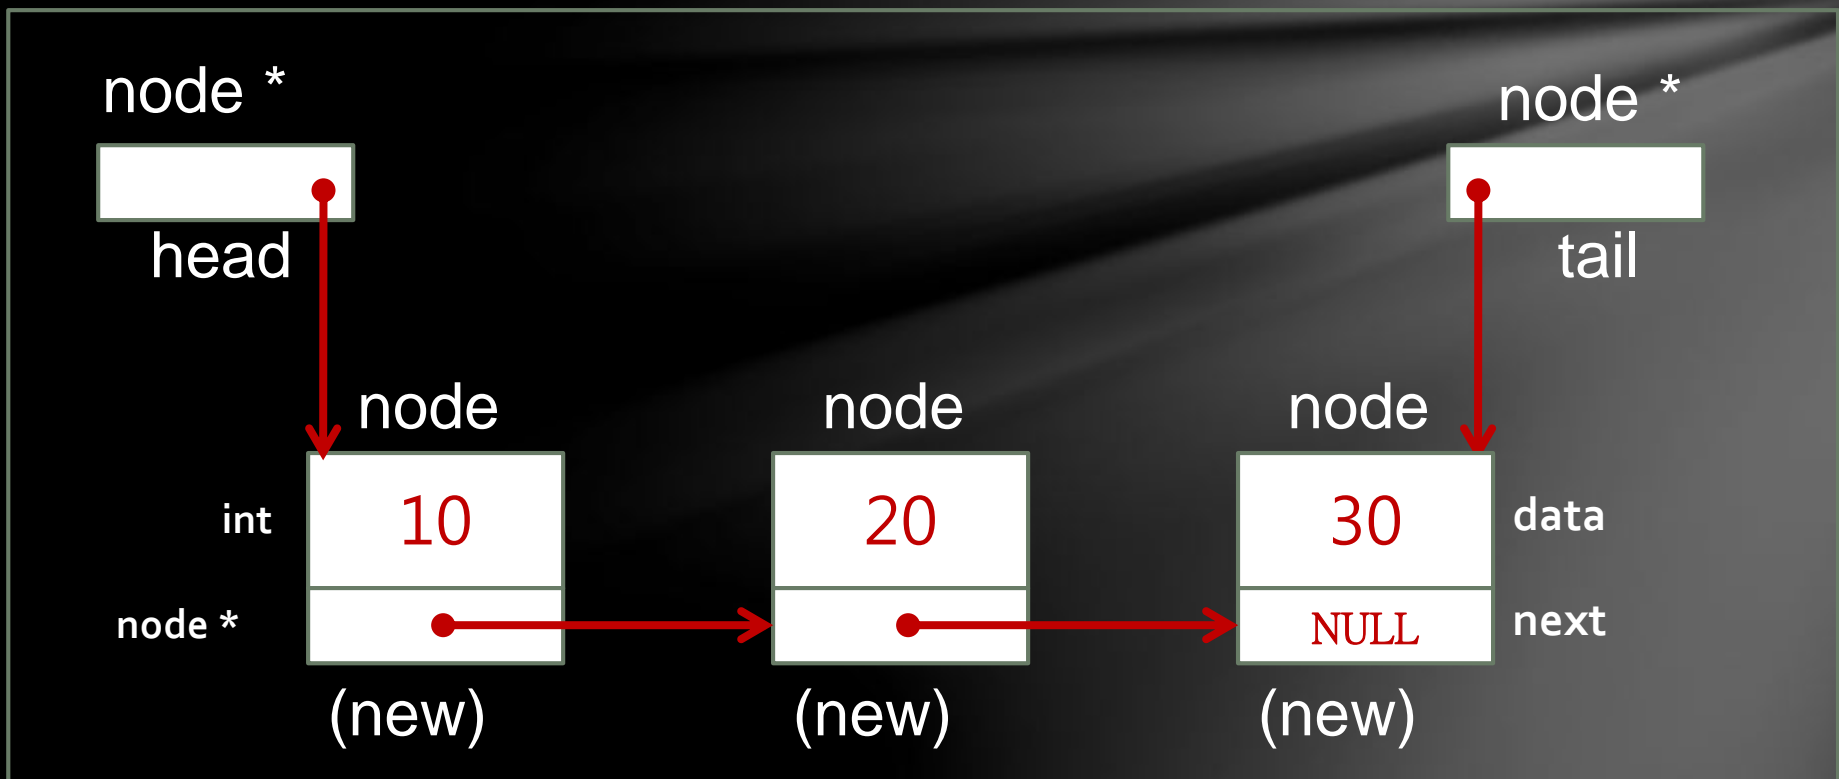 node *
node *
head
tail
node
node
node
int
10
20
30
data
node *
NULL
next
(new)
(new)
(new)